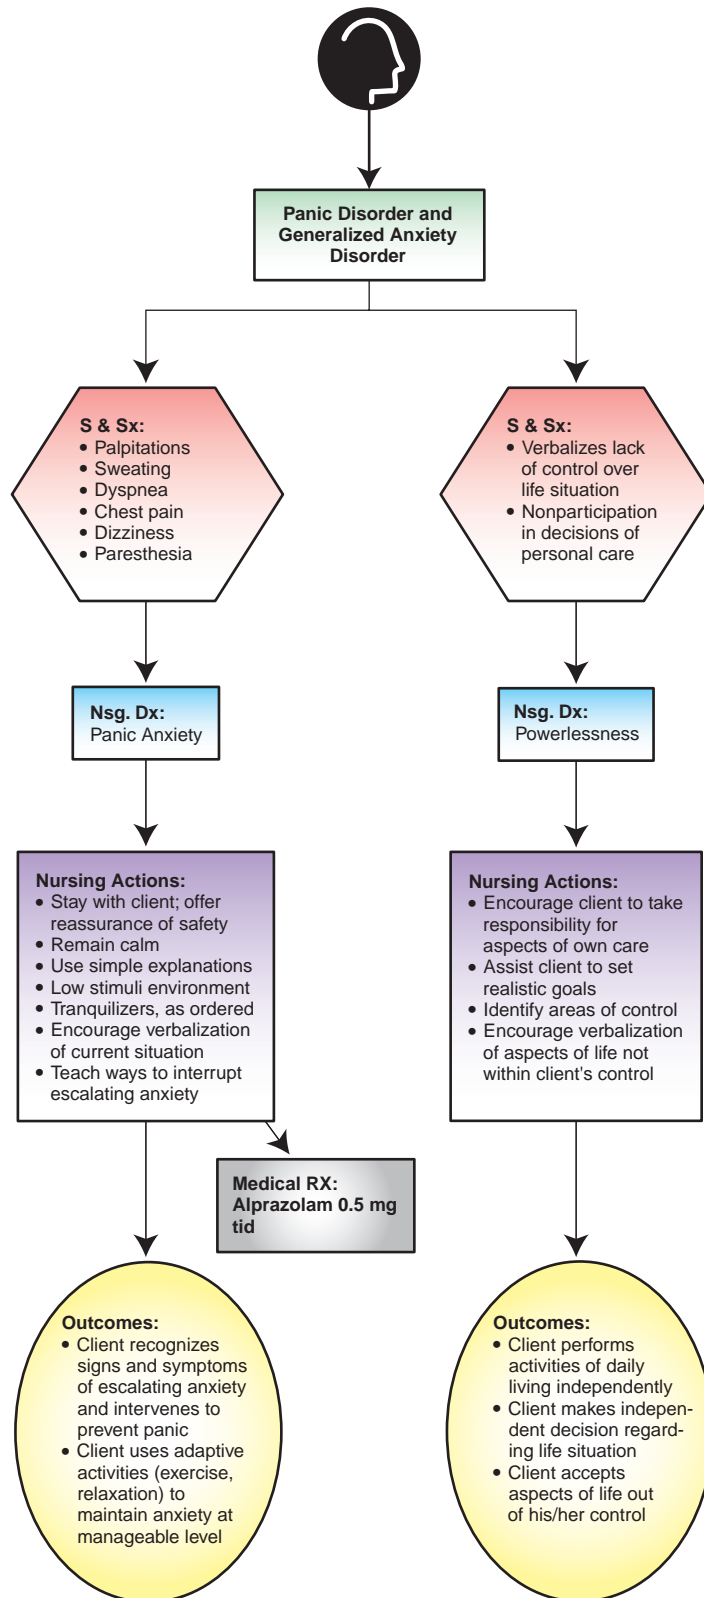 Panic Disorder and
Generalized Anxiety
Disorder
S & Sx:
• Palpitations
• Sweating
• Dyspnea
• Chest pain
• Dizziness
• Paresthesia
S & Sx:
• Verbalizes lack
of control over
life situation
• Nonparticipation
in decisions of
personal care
Nsg. Dx:
Panic Anxiety
Nsg. Dx:
Powerlessness
Nursing Actions:
• Stay with client; offer
reassurance of safety
• Remain calm
• Use simple explanations
• Low stimuli environment
• Tranquilizers, as ordered
• Encourage verbalization
of current situation
• Teach ways to interrupt
escalating anxiety
Nursing Actions:
• Encourage client to take
responsibility for
aspects of own care
• Assist client to set
realistic goals
• Identify areas of control
• Encourage verbalization
of aspects of life not
within client's control
Medical RX:
Alprazolam 0.5 mg
tid
Outcomes:
• Client recognizes
signs and symptoms
of escalating anxiety
and intervenes to
prevent panic
• Client uses adaptive
activities (exercise,
relaxation) to
maintain anxiety at
manageable level
Outcomes:
• Client performs
activities of daily
living independently
• Client makes indepen-
dent decision regard-
ing life situation
• Client accepts
aspects of life out
of his/her control